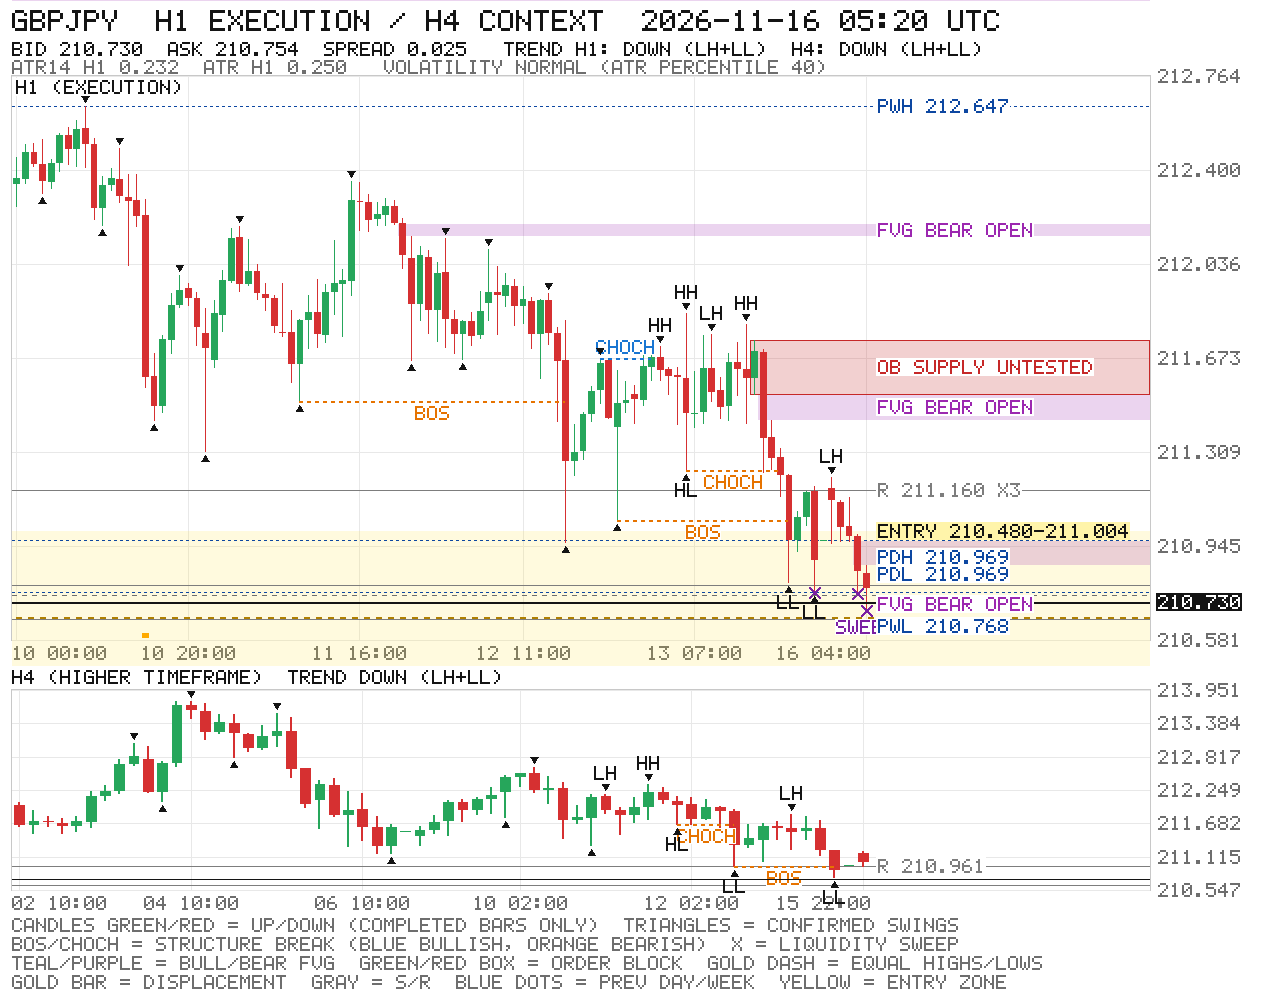 GBPJPY H1 EXECUTION / H4 CONTEXT 2026-11-16 05:20 UTC
BID 210.730 ASK 210.754 SPREAD 0.025 TREND H1: DOWN (LH+LL) H4: DOWN (LH+LL)
ATR14 H1 0.232 ATR H1 0.250 VOLATILITY NORMAL (ATR PERCENTILE 40)
212.764
H1 (EXECUTION)
PWH 212.647
212.400
FVG BEAR OPEN
212.036
HH
LH
HH
HH
CHOCH
211.673
OB SUPPLY UNTESTED
BOS
FVG BEAR OPEN
211.309
LH
CHOCH
HL
R 211.160 X3
BOS
ENTRY 210.480-211.004
210.945
PDH 210.969
PDL 210.969
LL
LL
FVG BEAR OPEN
210.730
PWL 210.768
210.581
10 00:00 10 20:00 11 16:00 12 11:00 13 07:00 16 04:00
H4 (HIGHER TIMEFRAME) TREND DOWN (LH+LL)
213.951
213.384
212.817
212.249
211.682
211.115
210.547
LH
HH
LH
CHOCH
HL
R 210.961
BOS
LL
LL
02 10:00 04 10:00 06 10:00 10 02:00 12 02:00 15
CANDLES GREEN/RED = UP/DOWN (COMPLETED BARS ONLY) TRIANGLES = CONFIRMED SWINGS
BOS/CHOCH = STRUCTURE BREAK (BLUE BULLISH, ORANGE BEARISH) X = LIQUIDITY SWEEP
TEAL/PURPLE = BULL/BEAR FVG GREEN/RED BOX = ORDER BLOCK GOLD DASH = EQUAL HIGHS/LOWS
GOLD BAR = DISPLACEMENT GRAY = S/R BLUE DOTS = PREV DAY/WEEK YELLOW = ENTRY ZONE